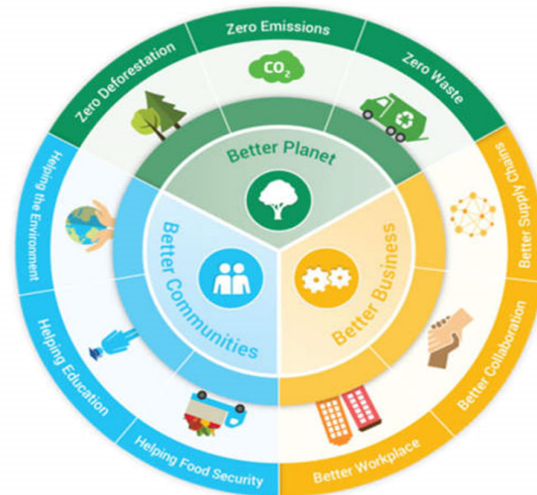 Zero Deforestation
Zero Emissions
Zero Waste
CO2
Better Planet
Better Supply Chains
Better Collaboration
Better Workplace
Better Business
Helping Food Security
Helping Education
Helping the Environment
Better Communities